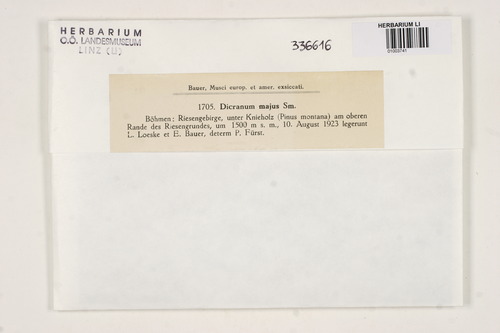 HERBARIUM
O.Ö. LANDESMUSEUM
LINZ (B)
336616
HERBARIUM LI
01003741
Bauer, Musci europ. et amer. exsiccati.
1705. Dicranum majus Sm.
Böhmen: Riesengebirge, unter Knieholz (Pinus montana) am oberen
Rande des Riesengrundes, um 1500 m s. m., 10. August 1923 legerunt
L. Loeske et E. Bauer, determ P. Fürst.